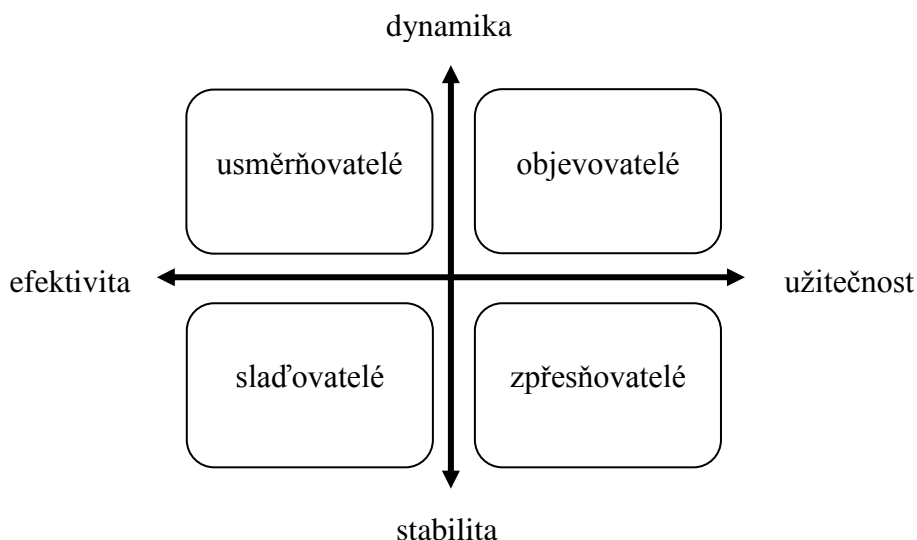 dynamika
usměrňovatelé
objevovatelé
efektivita
užitečnost
slaďovatelé
zpřesňovatelé
stabilita